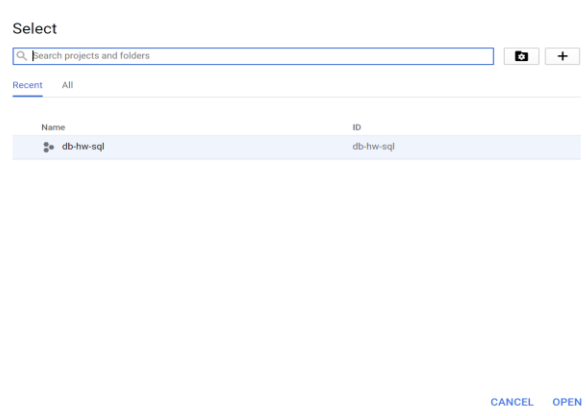 Select
Search projects and folders
Recent All
Name ID
db-hw-sql db-hw-sql
CANCEL OPEN